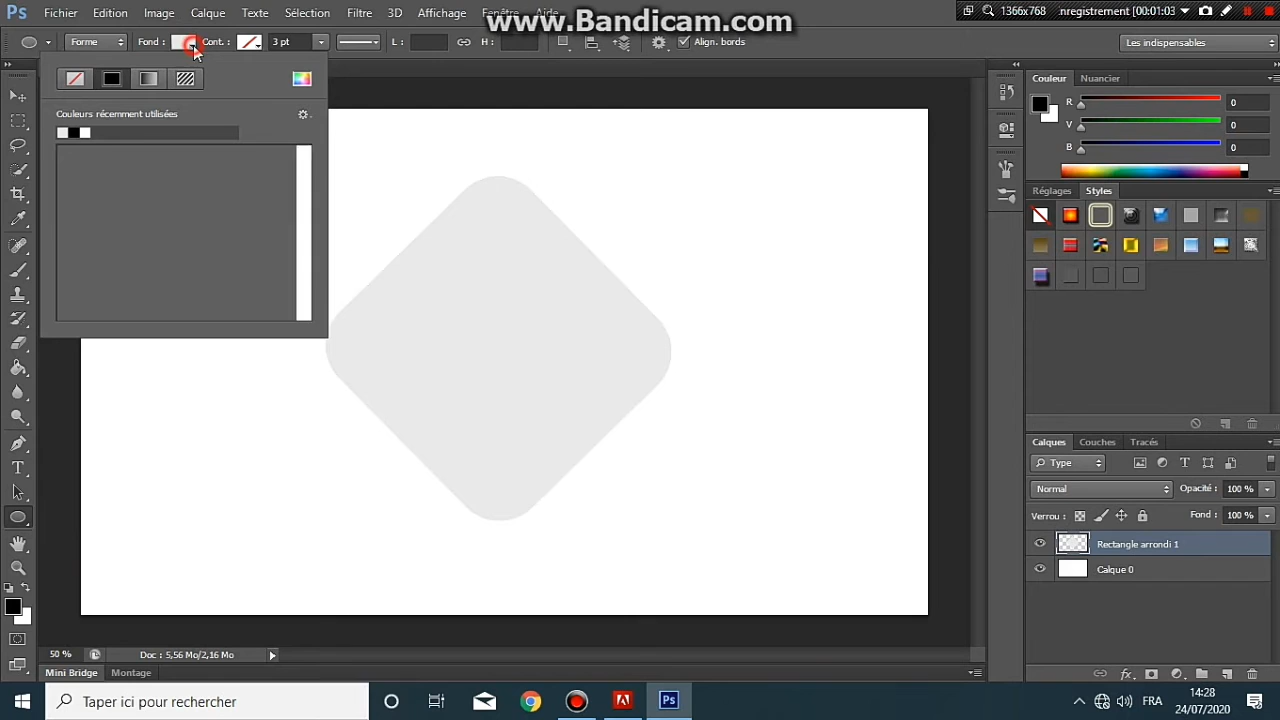 www.Bandicam.com
1366x768
.nregistrement (00:01:03)
Ps
Fichier Edition Image Calque Texte Sélection Filtre 3D Affichage Fenêtre Aide
Forme Fond : Cont. : 3 pt L : H : Align. bords
Les indispensables
Couleurs récemment utilisées
Couleur Nuancier
R 0
V 0
B 0
Réglages Styles
Calques Couches Tracés
Type
Normal Opacité : 100 %
Verrou : Fond : 100 %
Rectangle arrondi 1
Calque 0
50 % Doc : 5,56 Mo/2,16 Mo
Mini Bridge Montage
Taper ici pour rechercher
Ps
FRA
14:28
24/07/2020